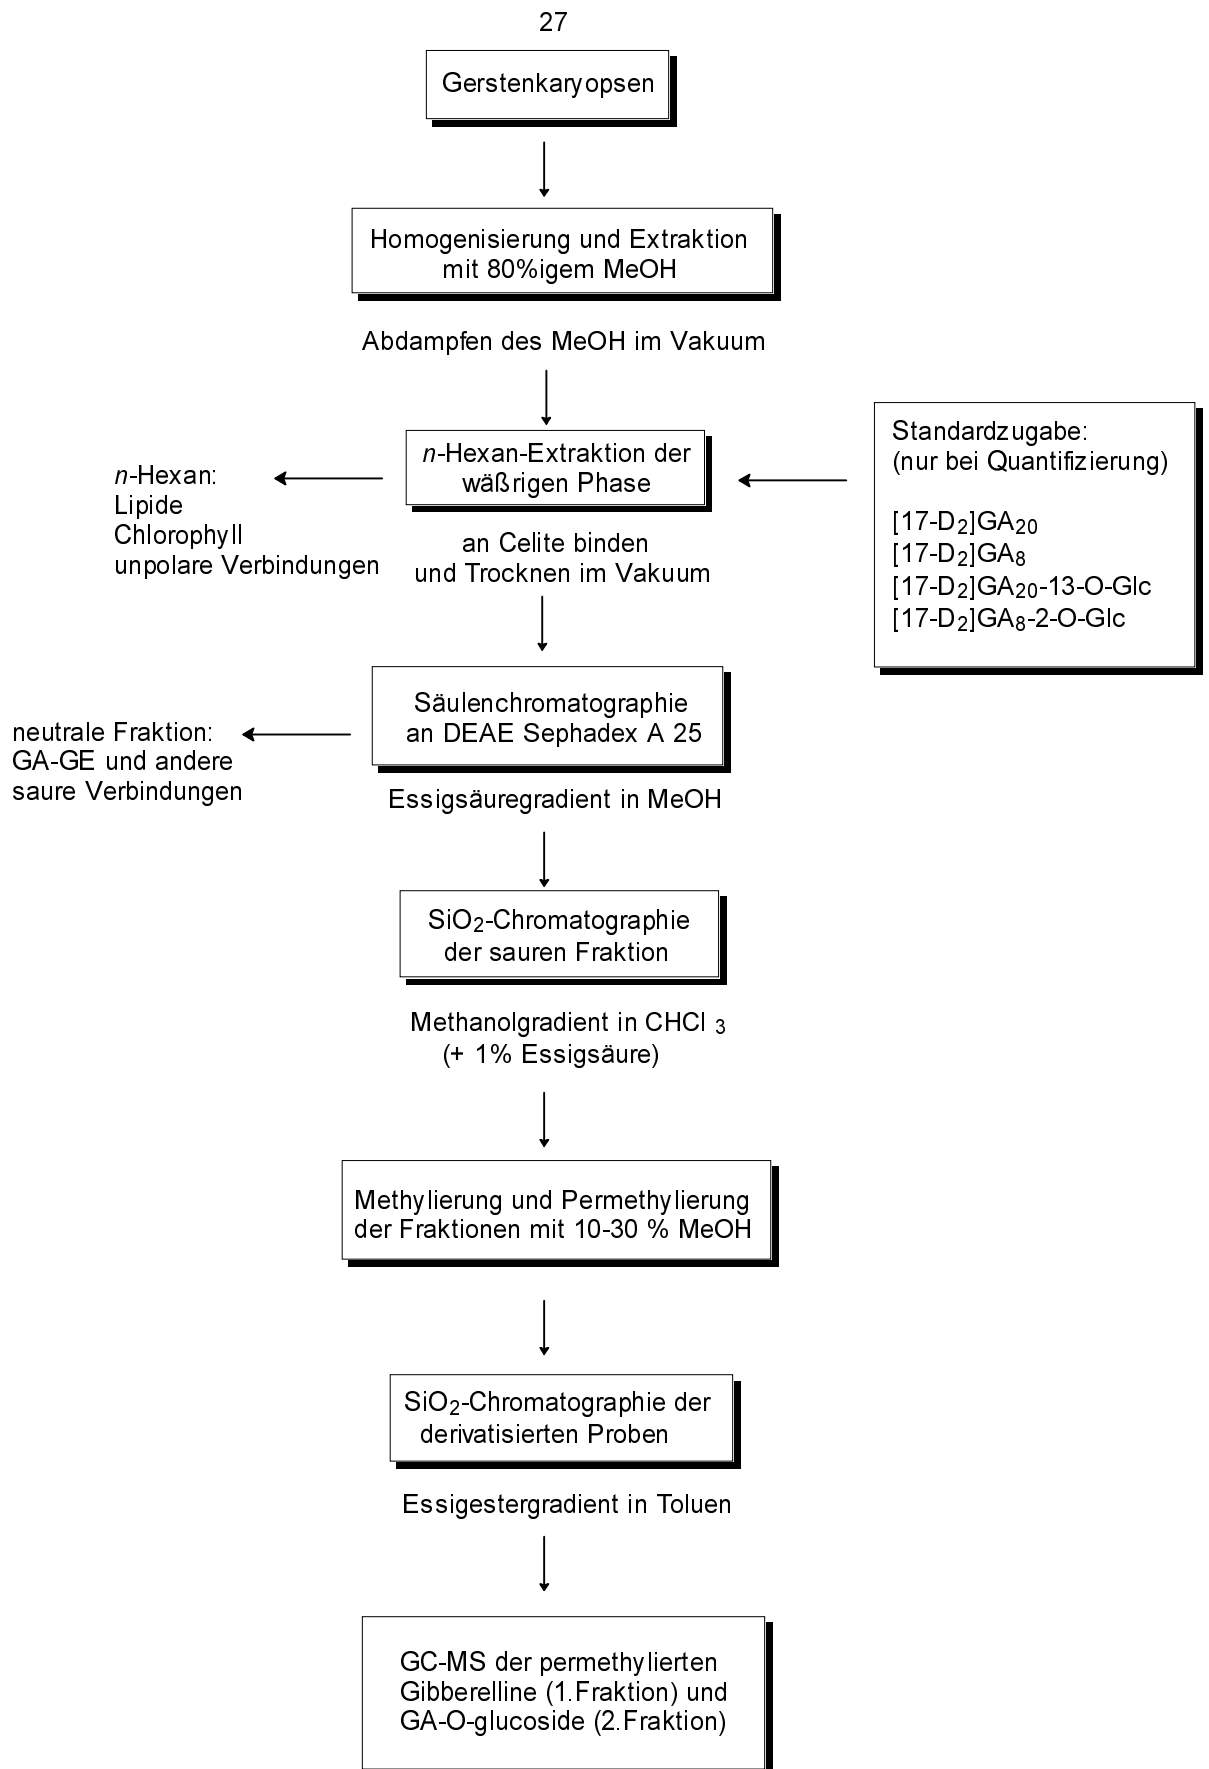 27
Gerstenkaryopsen
Homogenisierung und Extraktion
mit 80%igem MeOH
Abdampfen des MeOH im Vakuum
n-Hexan-Extraktion der
wäßrigen Phase
n-Hexan:
Lipide
Chlorophyll
unpolare Verbindungen
Standardzugabe:
(nur bei Quantifizierung)
[17-D₂]GA₂₀
[17-D₂]GA₈
[17-D₂]GA₂₀-13-O-Glc
[17-D₂]GA₈-2-O-Glc
an Celite binden
und Trocknen im Vakuum
Säulenchromatographie
an DEAE Sephadex A 25
neutrale Fraktion:
GA-GE und andere
saure Verbindungen
Essigsäuregradient in MeOH
SiO₂-Chromatographie
der sauren Fraktion
Methanolgradient in CHCl ₃
(+ 1% Essigsäure)
Methylierung und Permethylierung
der Fraktionen mit 10-30 % MeOH
SiO₂-Chromatographie der
derivatisierten Proben
Essigestergradient in Toluen
GC-MS der permethylierten
Gibberelline (1.Fraktion) und
GA-O-glucoside (2.Fraktion)